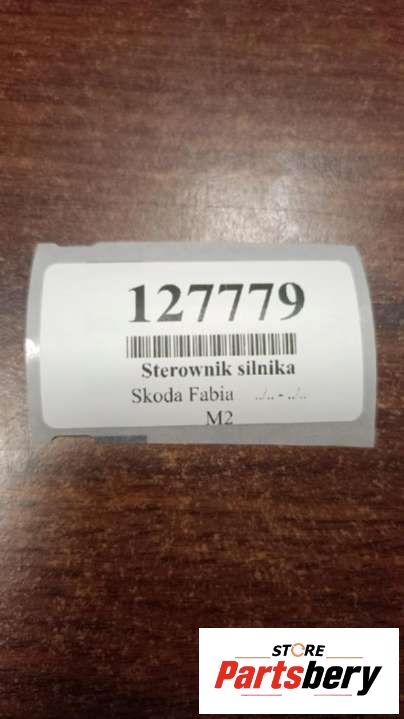 127779
Sterownik silnika
Skoda Fabia ../.. - ../..
M2
STORE
Partsbery